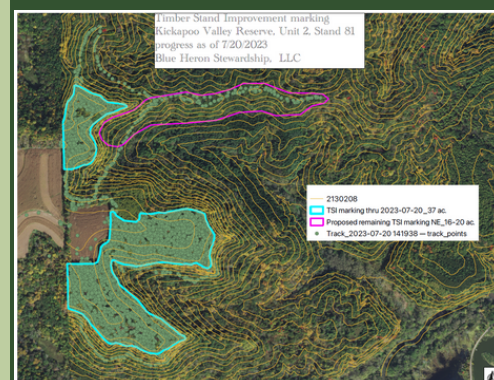 Timber Stand Improvement marking
Kickapoo Valley Reserve, Unit 2, Stand 81
progress as of 7/20/2023
Blue Heron Stewardship, LLC
2130208
TSI marking thru 2023-07-20_37 ac.
Proposed remaining TSI marking NE_16-20 ac.
Track_2023-07-20 141938 — track_points